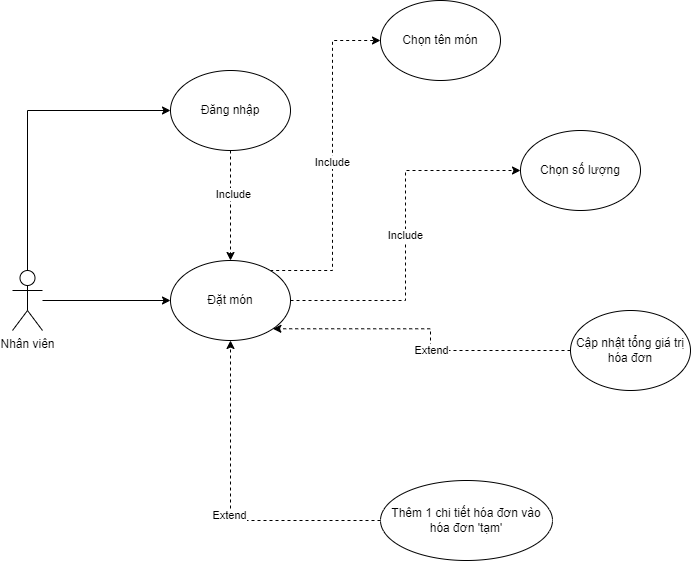 Chọn tên món
Đăng nhập
Include
Include
Chọn số lượng
Include
Đặt món
Nhân viên
Extend
Cập nhật tổng giá trị
hóa đơn
Extend
Thêm 1 chi tiết hóa đơn vào
hóa đơn 'tạm'